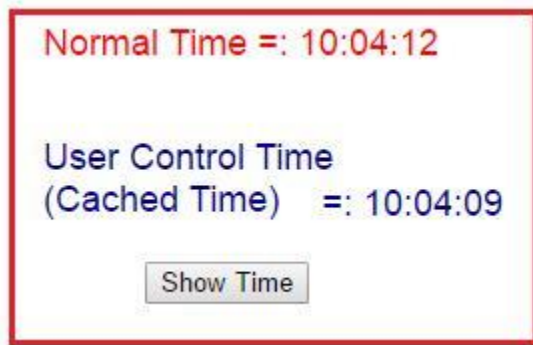 Normal Time =: 10:04:12
User Control Time
(Cached Time) =: 10:04:09
Show Time